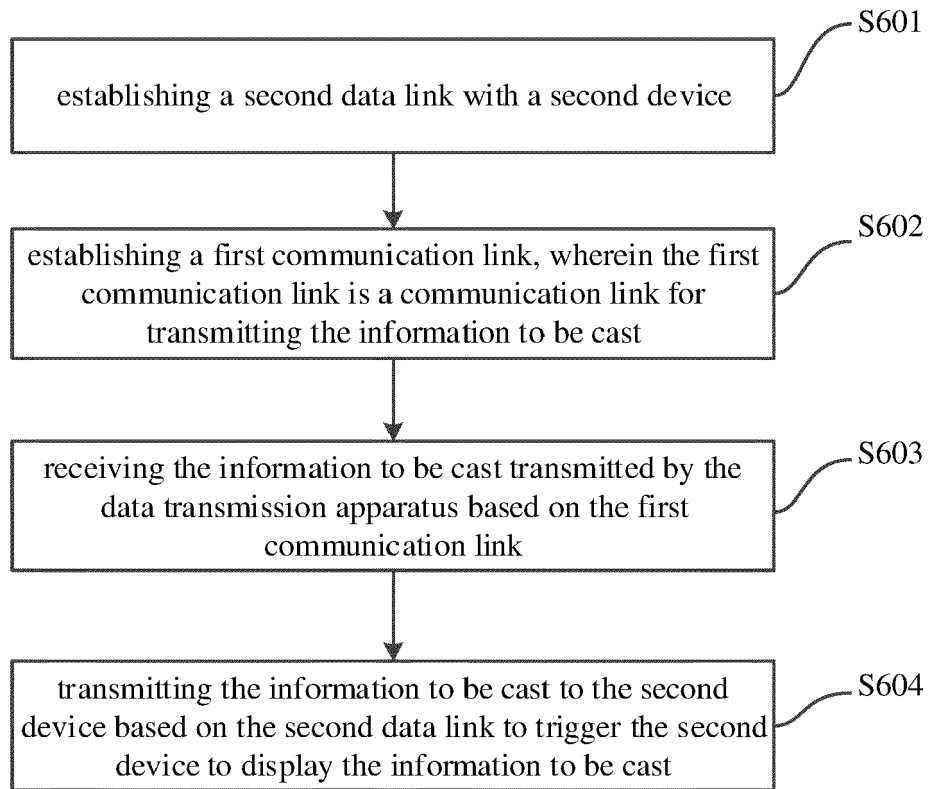 S601
establishing a second data link with a second device
S602
establishing a first communication link, wherein the first
communication link is a communication link for
transmitting the information to be cast
S603
receiving the information to be cast transmitted by the
data transmission apparatus based on the first
communication link
S604
transmitting the information to be cast to the second
device based on the second data link to trigger the second
device to display the information to be cast